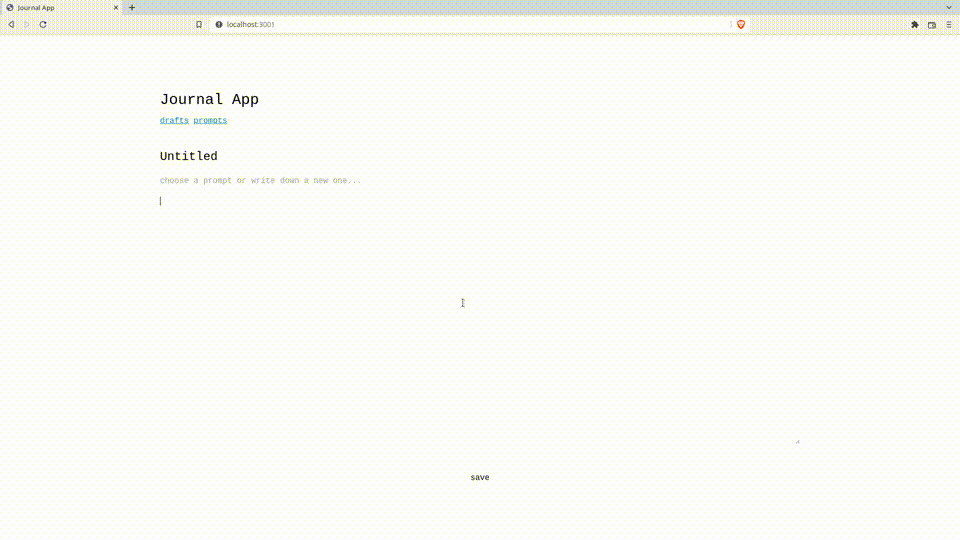 Journal App
localhost:3001
Journal App
drafts prompts
Untitled
choose a prompt or write down a new one...
save